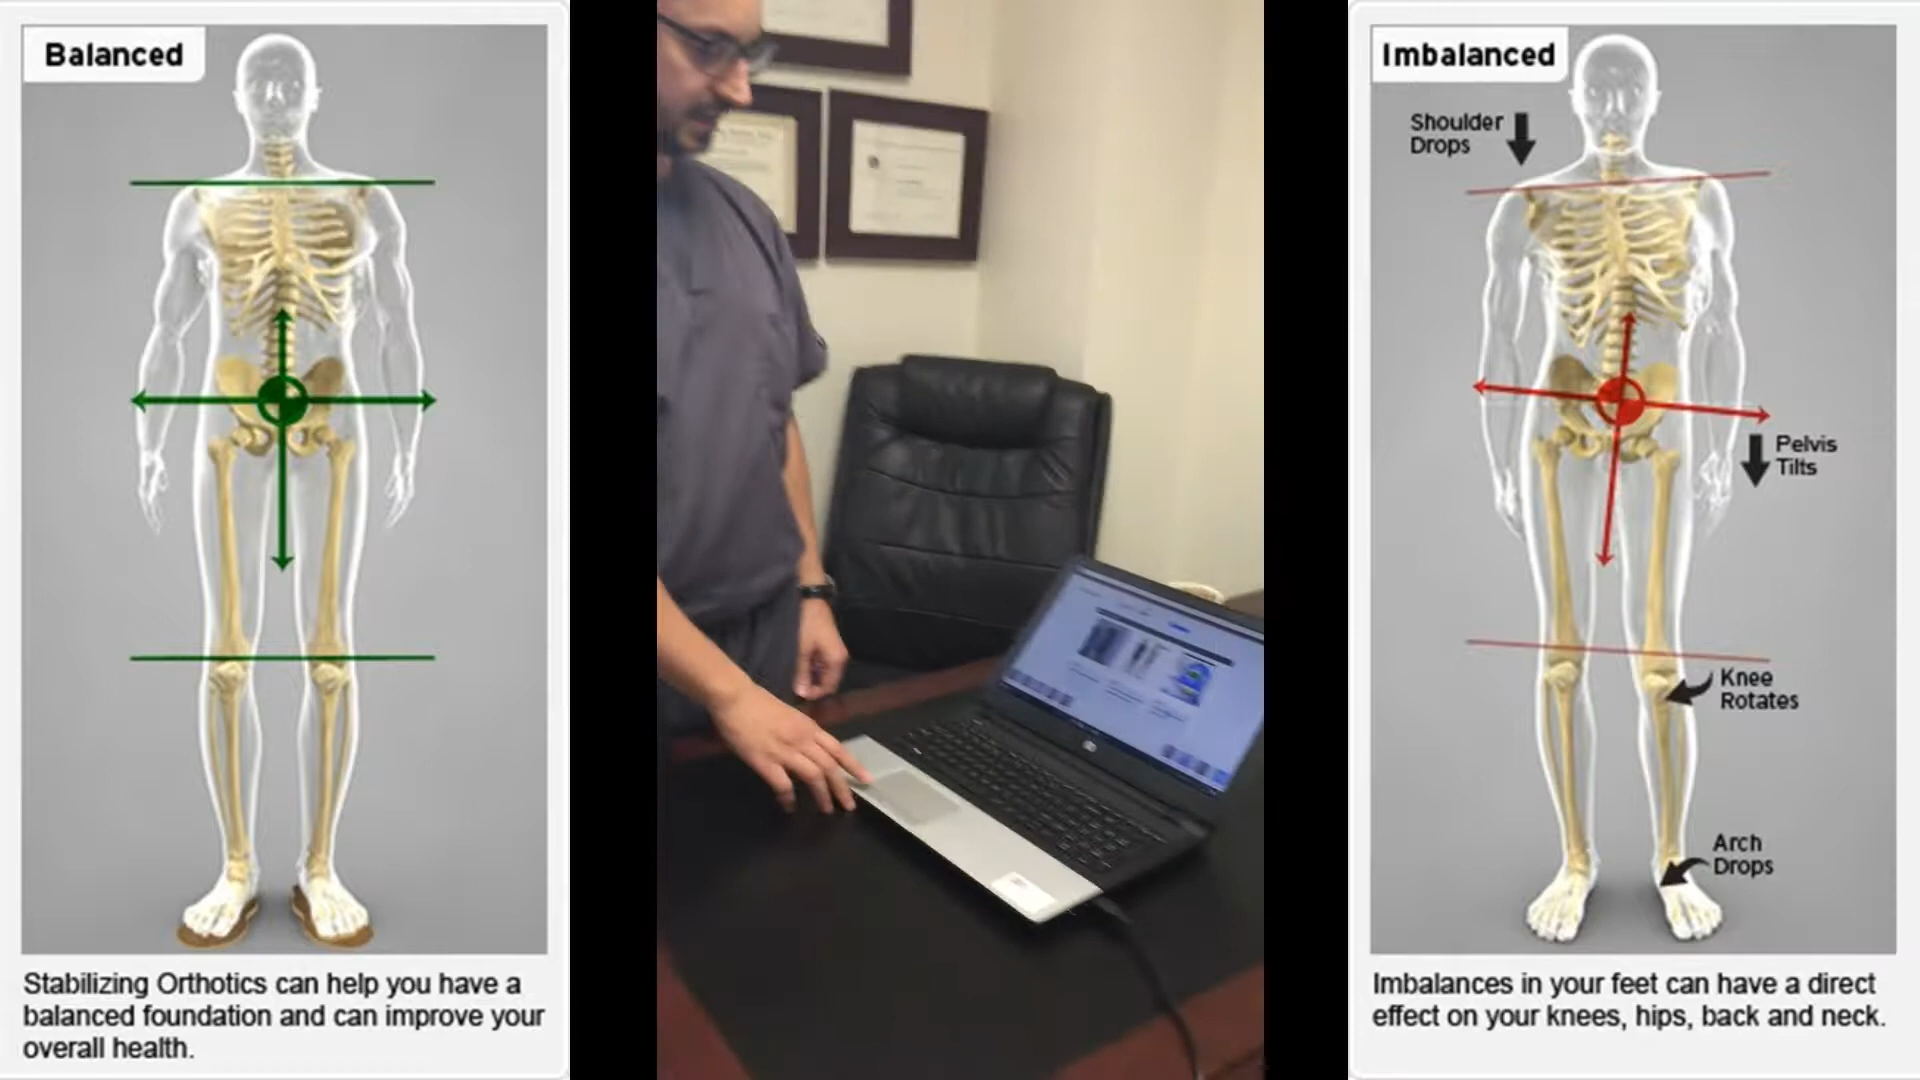 Balanced
Stabilizing Orthotics can help you have a
balanced foundation and can improve your
overall health.
Imbalanced
Shoulder
Drops
Pelvis
Tilts
Knee
Rotates
Arch
Drops
Imbalances in your feet can have a direct
effect on your knees, hips, back and neck.